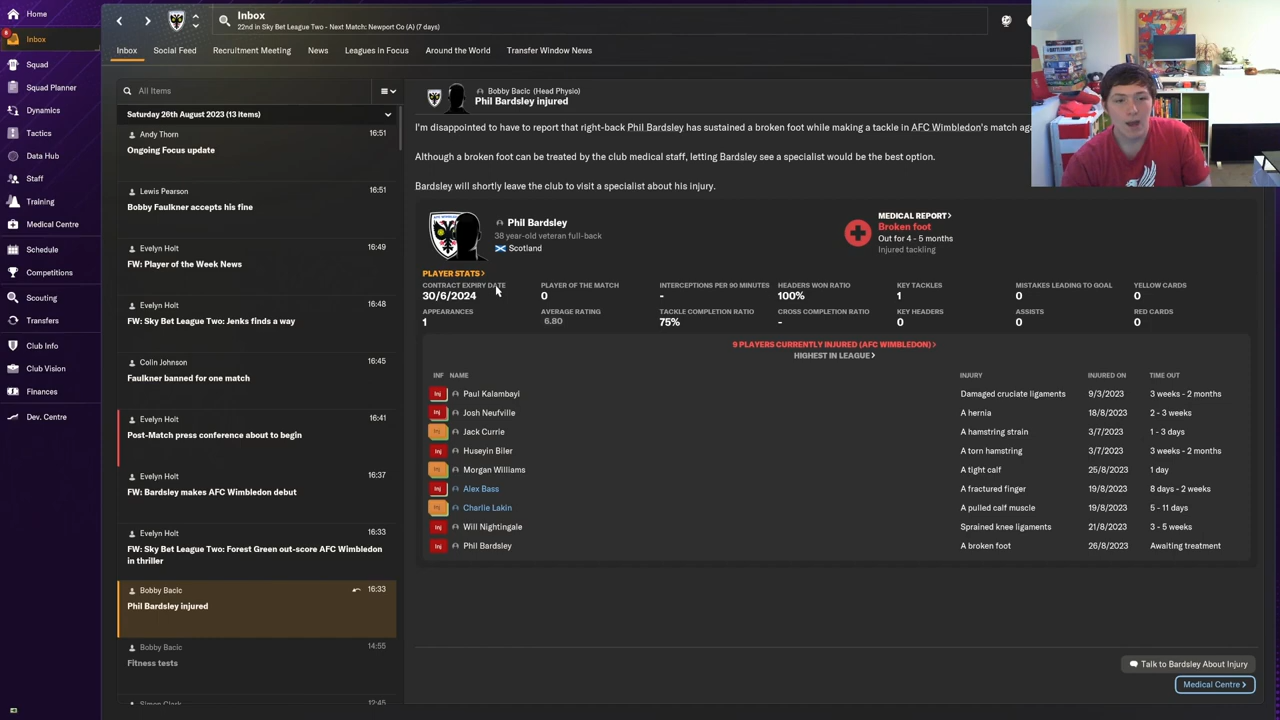 Home
Inbox
22nd in Sky Bet League Two - Next Match: Newport Co (A) (7 days)
6
Inbox
Squad
Squad Planner
Dynamics
Tactics
Data Hub
Staff
Training
Medical Centre
Schedule
Competitions
Scouting
Transfers
Club Info
Club Vision
Finances
Dev. Centre
Inbox
Social Feed
Recruitment Meeting
News
Leagues in Focus
Around the World
Transfer Window News
All Items
Saturday 26th August 2023 (13 items)
Andy Thorn
16:51
Ongoing Focus update
Lewis Pearson
16:51
Bobby Faulkner accepts his fine
Evelyn Holt
16:49
FW: Player of the Week News
Evelyn Holt
16:48
FW: Sky Bet League Two: Jenks finds a way
Colin Johnson
16:45
Faulkner banned for one match
Evelyn Holt
16:41
Post-Match press conference about to begin
Evelyn Holt
16:37
FW: Bardsley makes AFC Wimbledon debut
Evelyn Holt
16:33
FW: Sky Bet League Two: Forest Green out-score AFC Wimbledon
in thriller
Bobby Bacic
16:33
Phil Bardsley injured
Bobby Bacic
14:55
Fitness tests
Simon Clark
12:45
Bobby Bacic (Head Physio)
Phil Bardsley injured
I'm disappointed to have to report that right-back Phil Bardsley has sustained a broken foot while making a tackle in AFC Wimbledon's match aga
Although a broken foot can be treated by the club medical staff, letting Bardsley see a specialist would be the best option.
Bardsley will shortly leave the club to visit a specialist about his injury.
Phil Bardsley
38 year-old veteran full-back
Scotland
MEDICAL REPORT
Broken foot
Out for 4 - 5 months
Injured tackling
PLAYER STATS
CONTRACT EXPIRY DATE PLAYER OF THE MATCH INTERCEPTIONS PER 90 MINUTES HEADERS WON RATIO KEY TACKLES MISTAKES LEADING TO GOAL YELLOW CARDS
30/6/2024 0 - 100% 1 0 0
APPEARANCES AVERAGE RATING TACKLE COMPLETION RATIO CROSS COMPLETION RATIO KEY HEADERS ASSISTS RED CARDS
1 6.80 75% - 0 0 0
9 PLAYERS CURRENTLY INJURED (AFC WIMBLEDON)
HIGHEST IN LEAGUE
INF NAME INJURY INJURED ON TIME OUT
Inj Paul Kalambayi Damaged cruciate ligaments 9/3/2023 3 weeks - 2 months
Inj Josh Neufville A hernia 18/8/2023 2 - 3 weeks
Inj Jack Currie A hamstring strain 3/7/2023 1 - 3 days
Inj Huseyin Biler A torn hamstring 3/7/2023 3 weeks - 2 months
Inj Morgan Williams A tight calf 25/8/2023 1 day
Inj Alex Bass A fractured finger 19/8/2023 8 days - 2 weeks
Inj Charlie Lakin A pulled calf muscle 19/8/2023 5 - 11 days
Inj Will Nightingale Sprained knee ligaments 21/8/2023 3 - 5 weeks
Inj Phil Bardsley A broken foot 26/8/2023 Awaiting treatment
Talk to Bardsley About Injury
Medical Centre